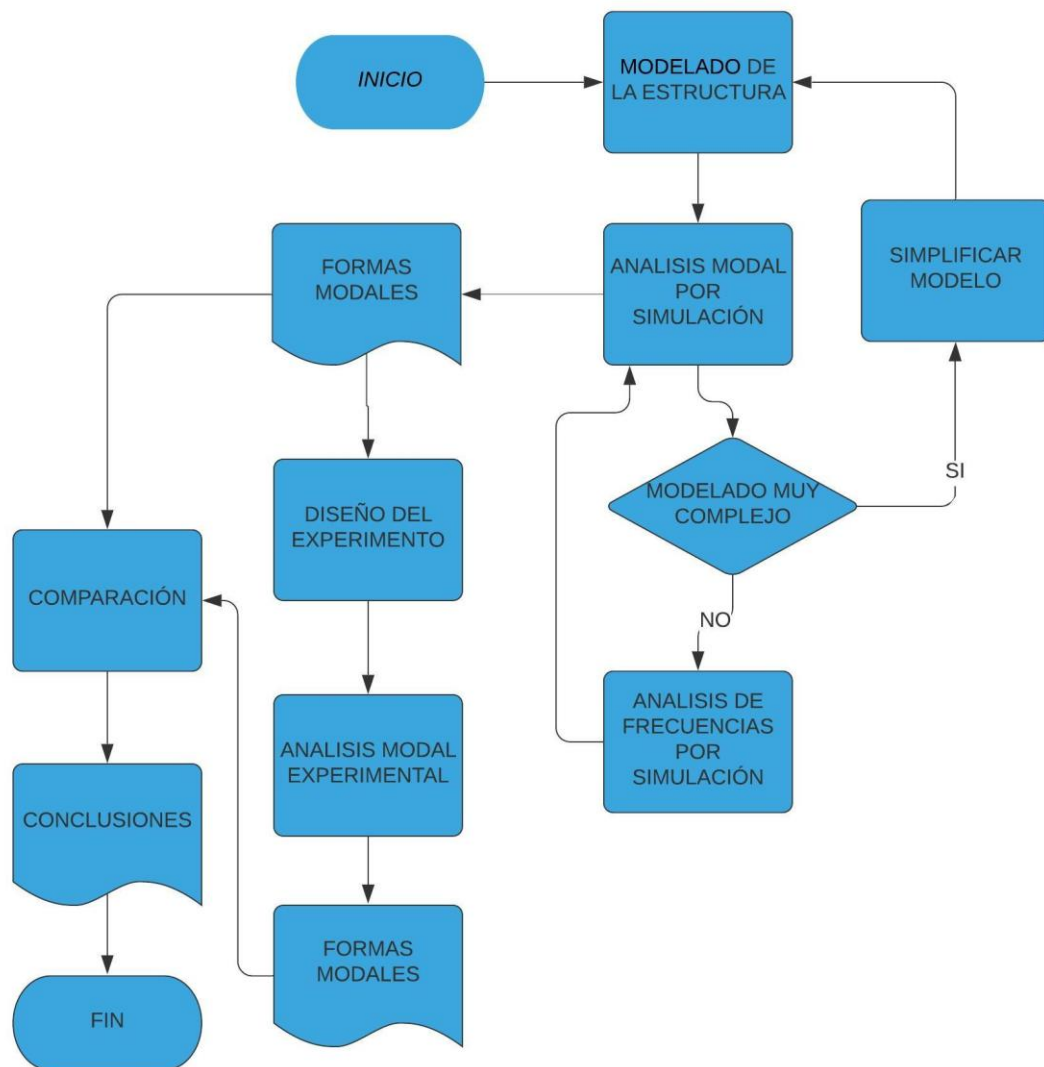 INICIO
MODELADO DE
LA ESTRUCTURA
FORMAS
MODALES
ANALISIS MODAL
POR
SIMULACIÓN
SIMPLIFICAR
MODELO
DISEÑO DEL
EXPERIMENTO
MODELADO MUY
COMPLEJO
SI
COMPARACIÓN
NO
ANALISIS MODAL
EXPERIMENTAL
ANALISIS DE
FRECUENCIAS
POR
SIMULACIÓN
CONCLUSIONES
FORMAS
MODALES
FIN